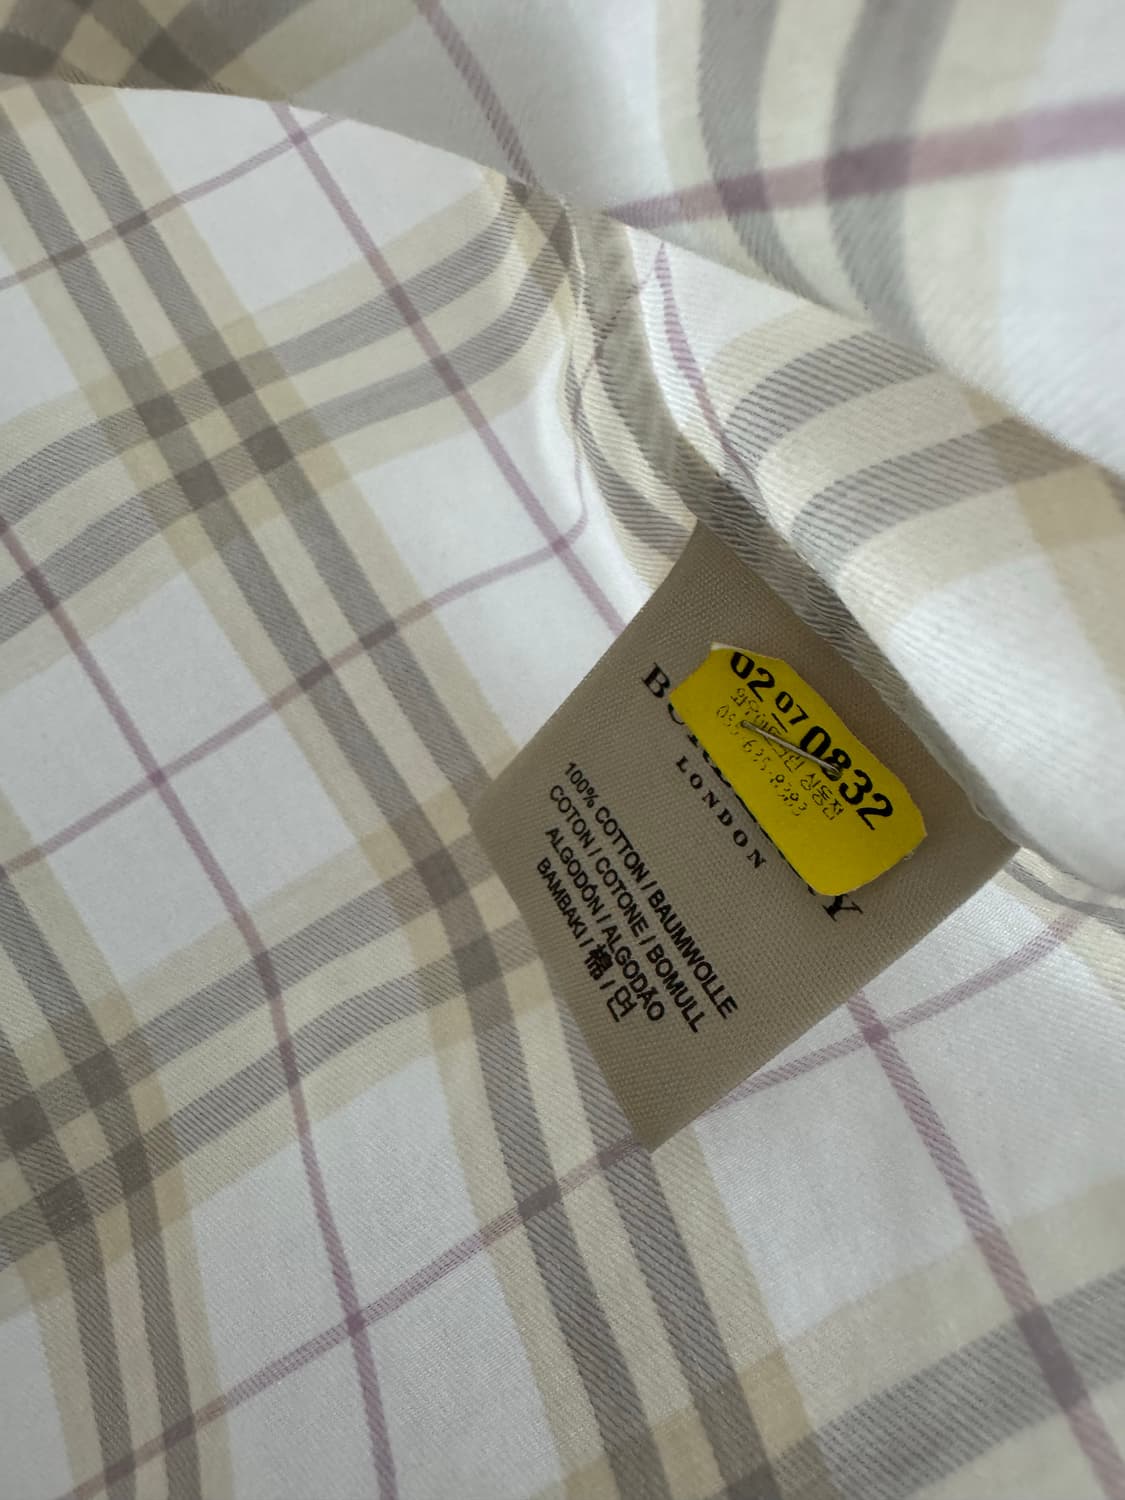 02 07 0832
LONDON
100% COTTON / BAUMWOLLE
COTON / COTONE / BOMULL
ALGODÓN / ALGODÃO
BAMBAKI / 棉 / 면